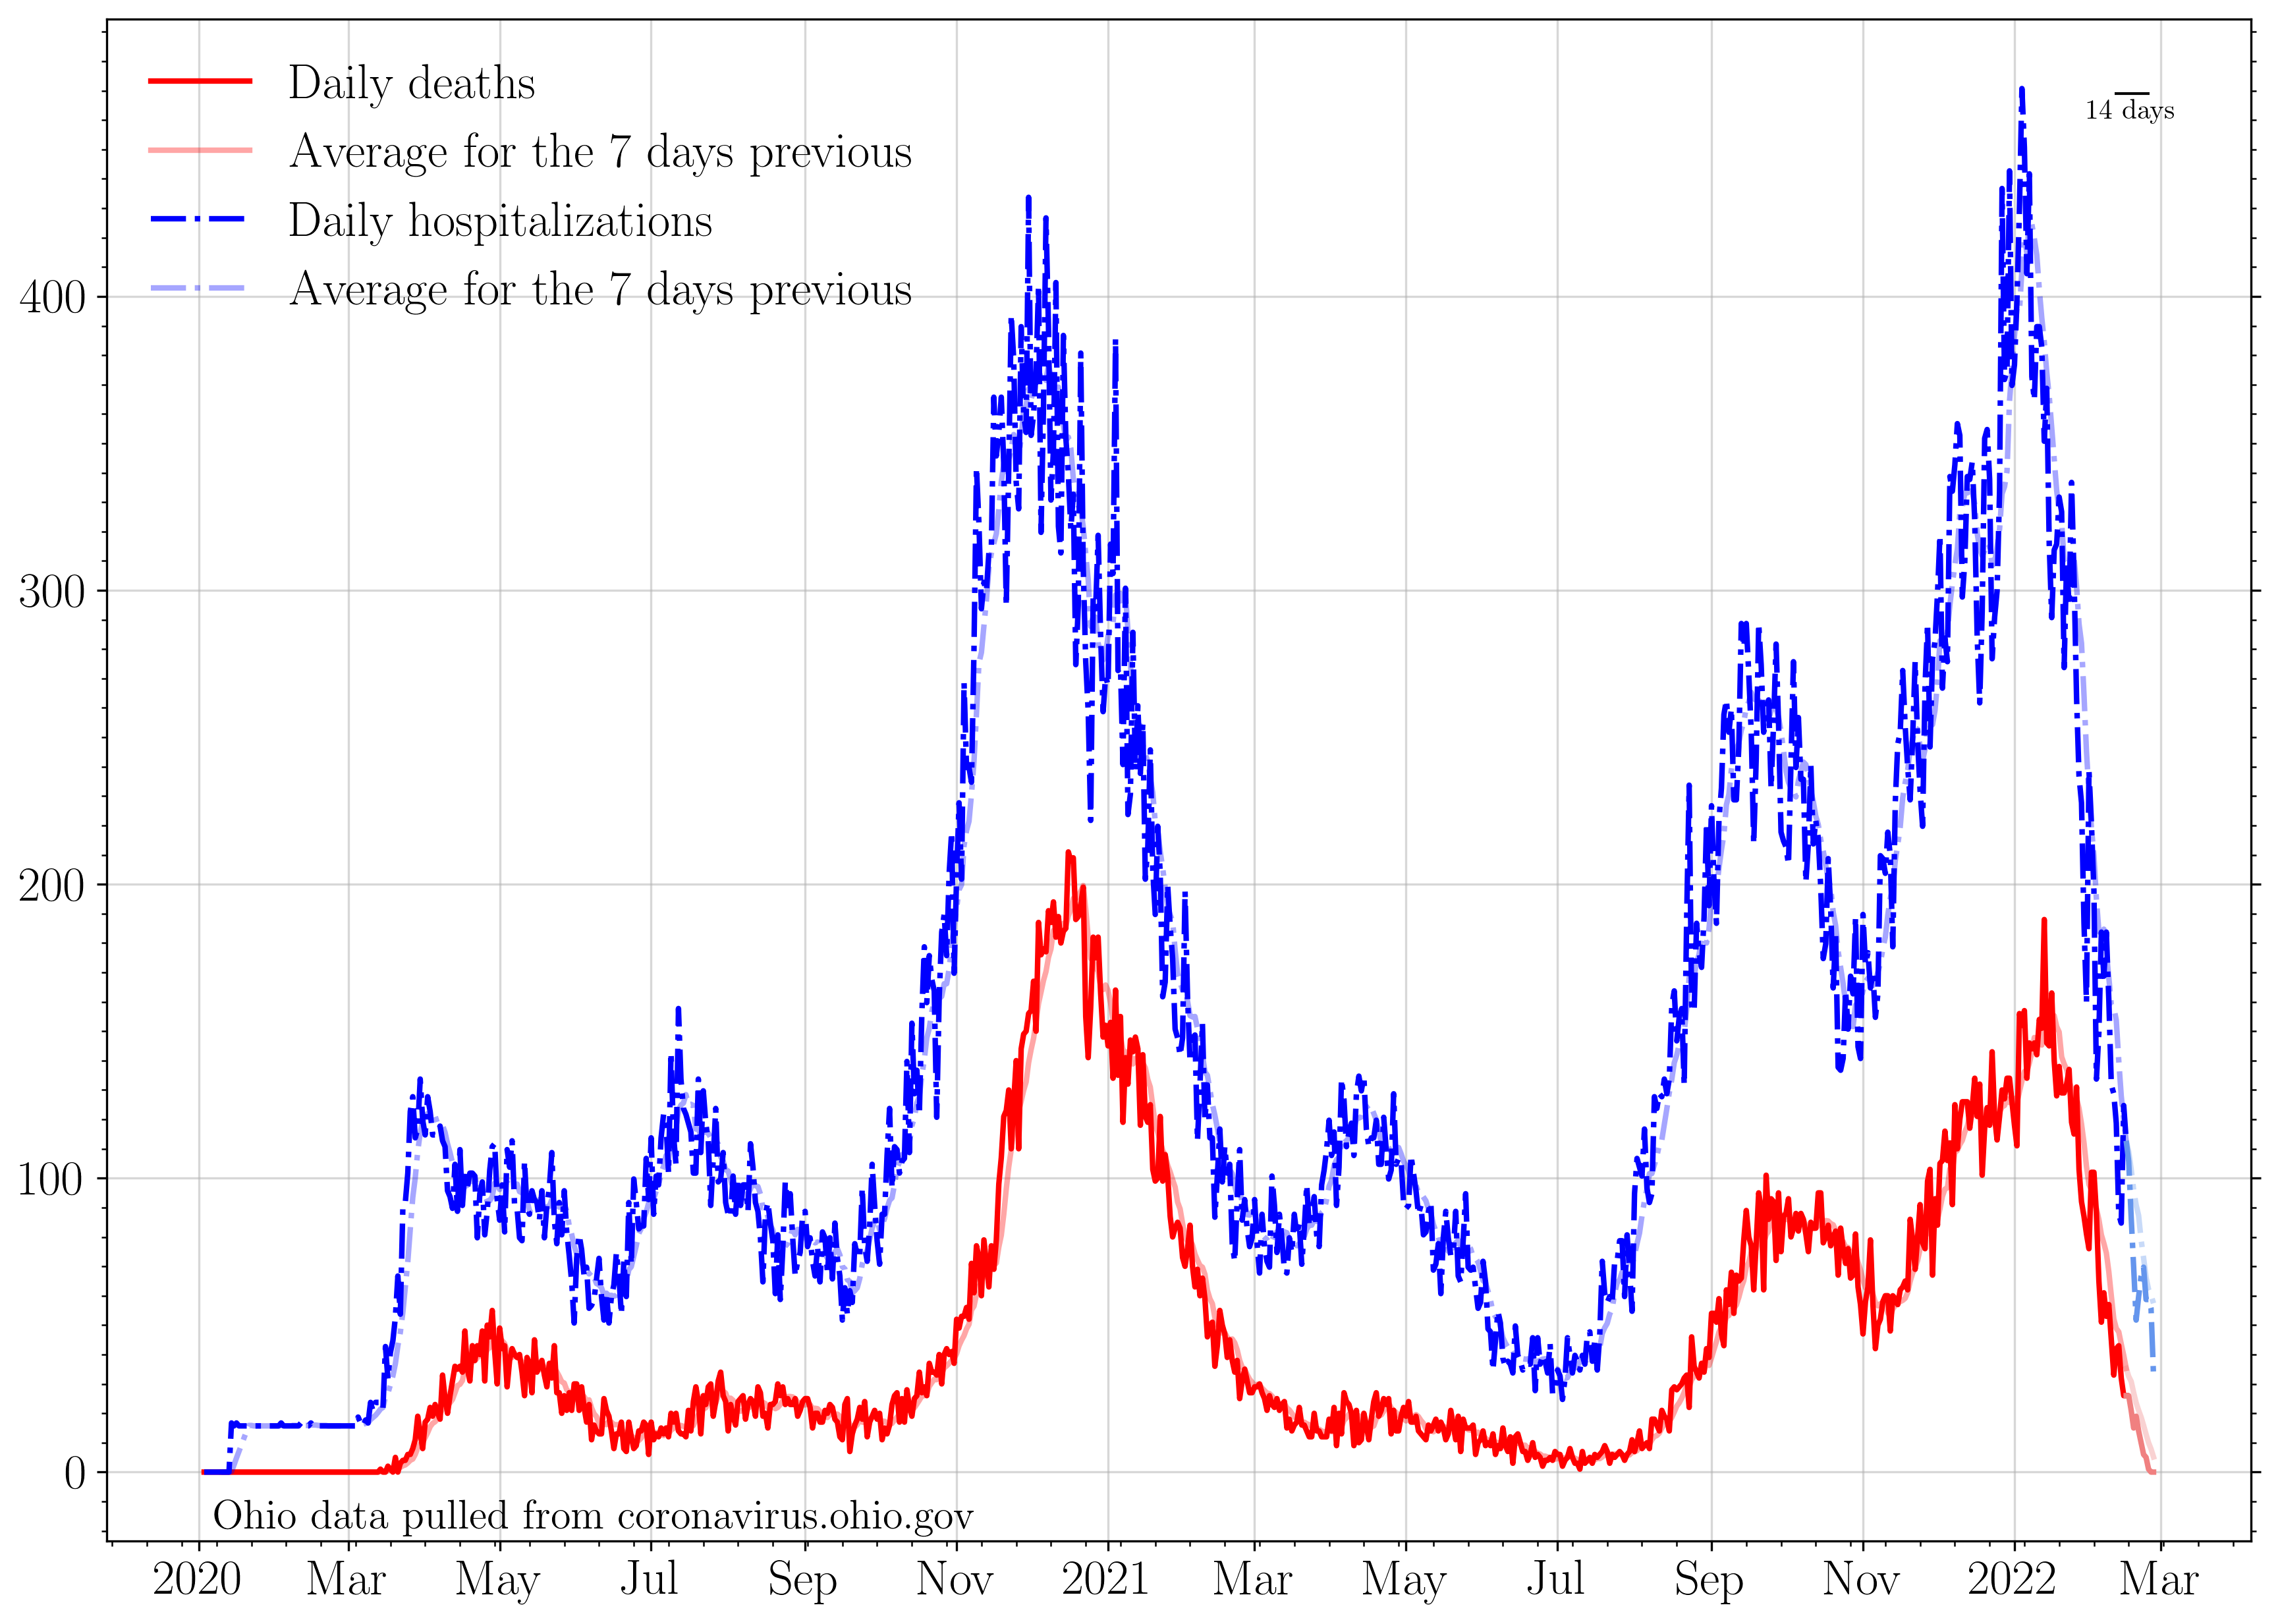 Daily deaths
Average for the 7 days previous
Daily hospitalizations
Average for the 7 days previous
14 days
400
300
200
100
0
Ohio data pulled from coronavirus.ohio.gov
2020 Mar May Jul Sep Nov 2021 Mar May Jul Sep Nov 2022 Mar